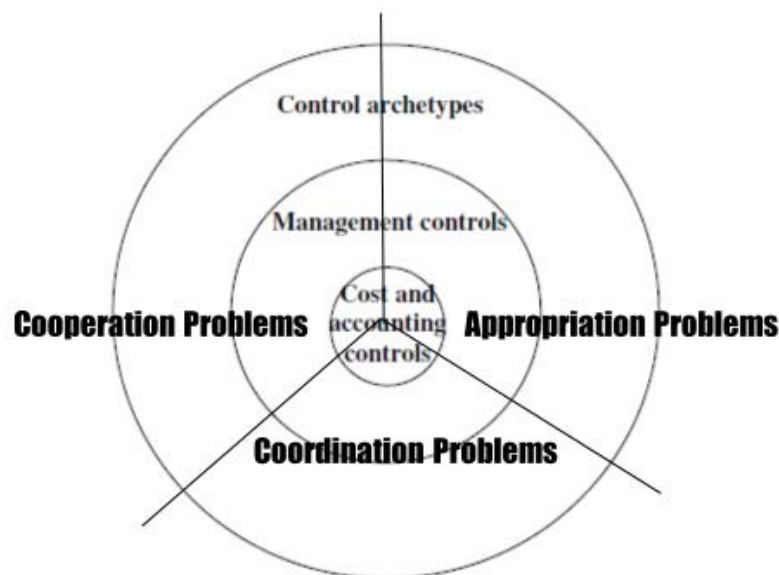 Control archetypes
Management controls
Cost and
accounting
controls
Cooperation Problems
Appropriation Problems
Coordination Problems